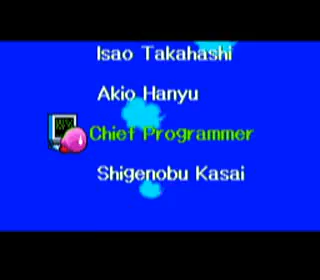 Isao Takahashi
Akio Hanyu
Chief Programmer
Shigenobu Kasai